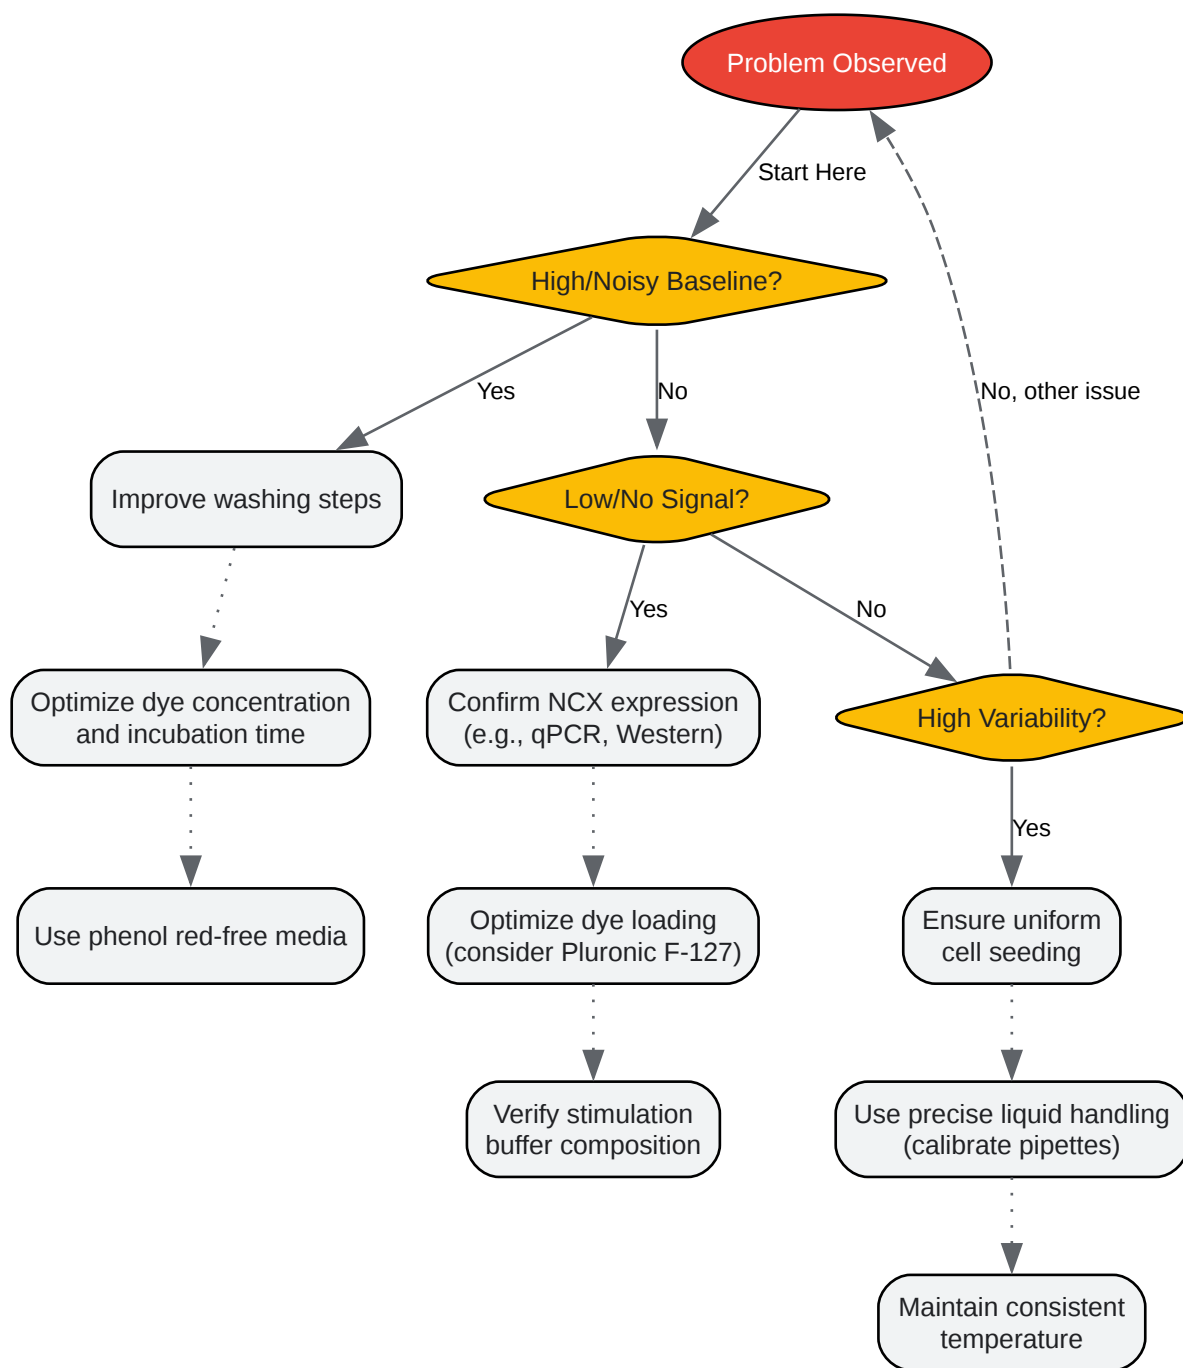 Problem Observed
Start Here
High/Noisy Baseline?
Yes
No
No, other issue
Improve washing steps
Low/No Signal?
Yes
No
Optimize dye concentration
and incubation time
Confirm NCX expression
(e.g., qPCR, Western)
High Variability?
Yes
Use phenol red-free media
Optimize dye loading
(consider Pluronic F-127)
Ensure uniform
cell seeding
Verify stimulation
buffer composition
Use precise liquid handling
(calibrate pipettes)
Maintain consistent
temperature